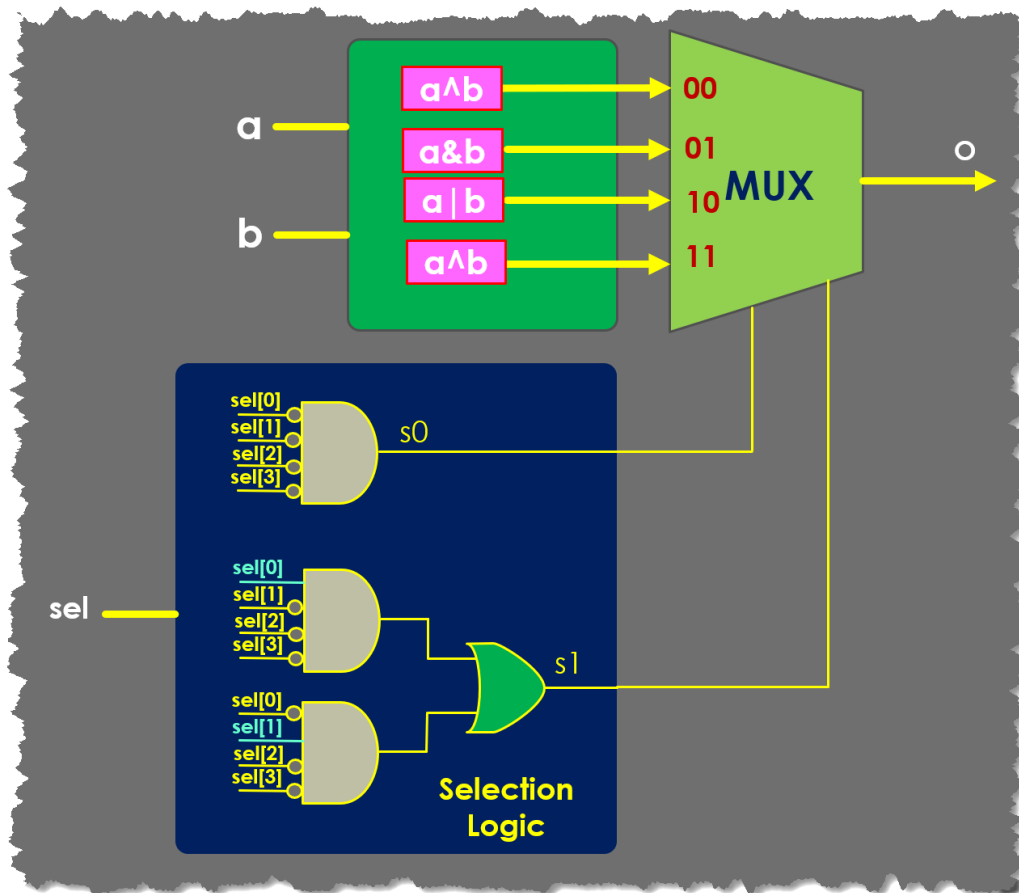 a^b
00
a
a&b
01
o
a|b
10
MUX
b
a^b
11
sel[0]
sel[1]
s0
sel[2]
sel[3]
sel[0]
sel[1]
sel
sel[2]
sel[3]
s1
sel[0]
sel[1]
sel[2]
sel[3]
Selection
Logic